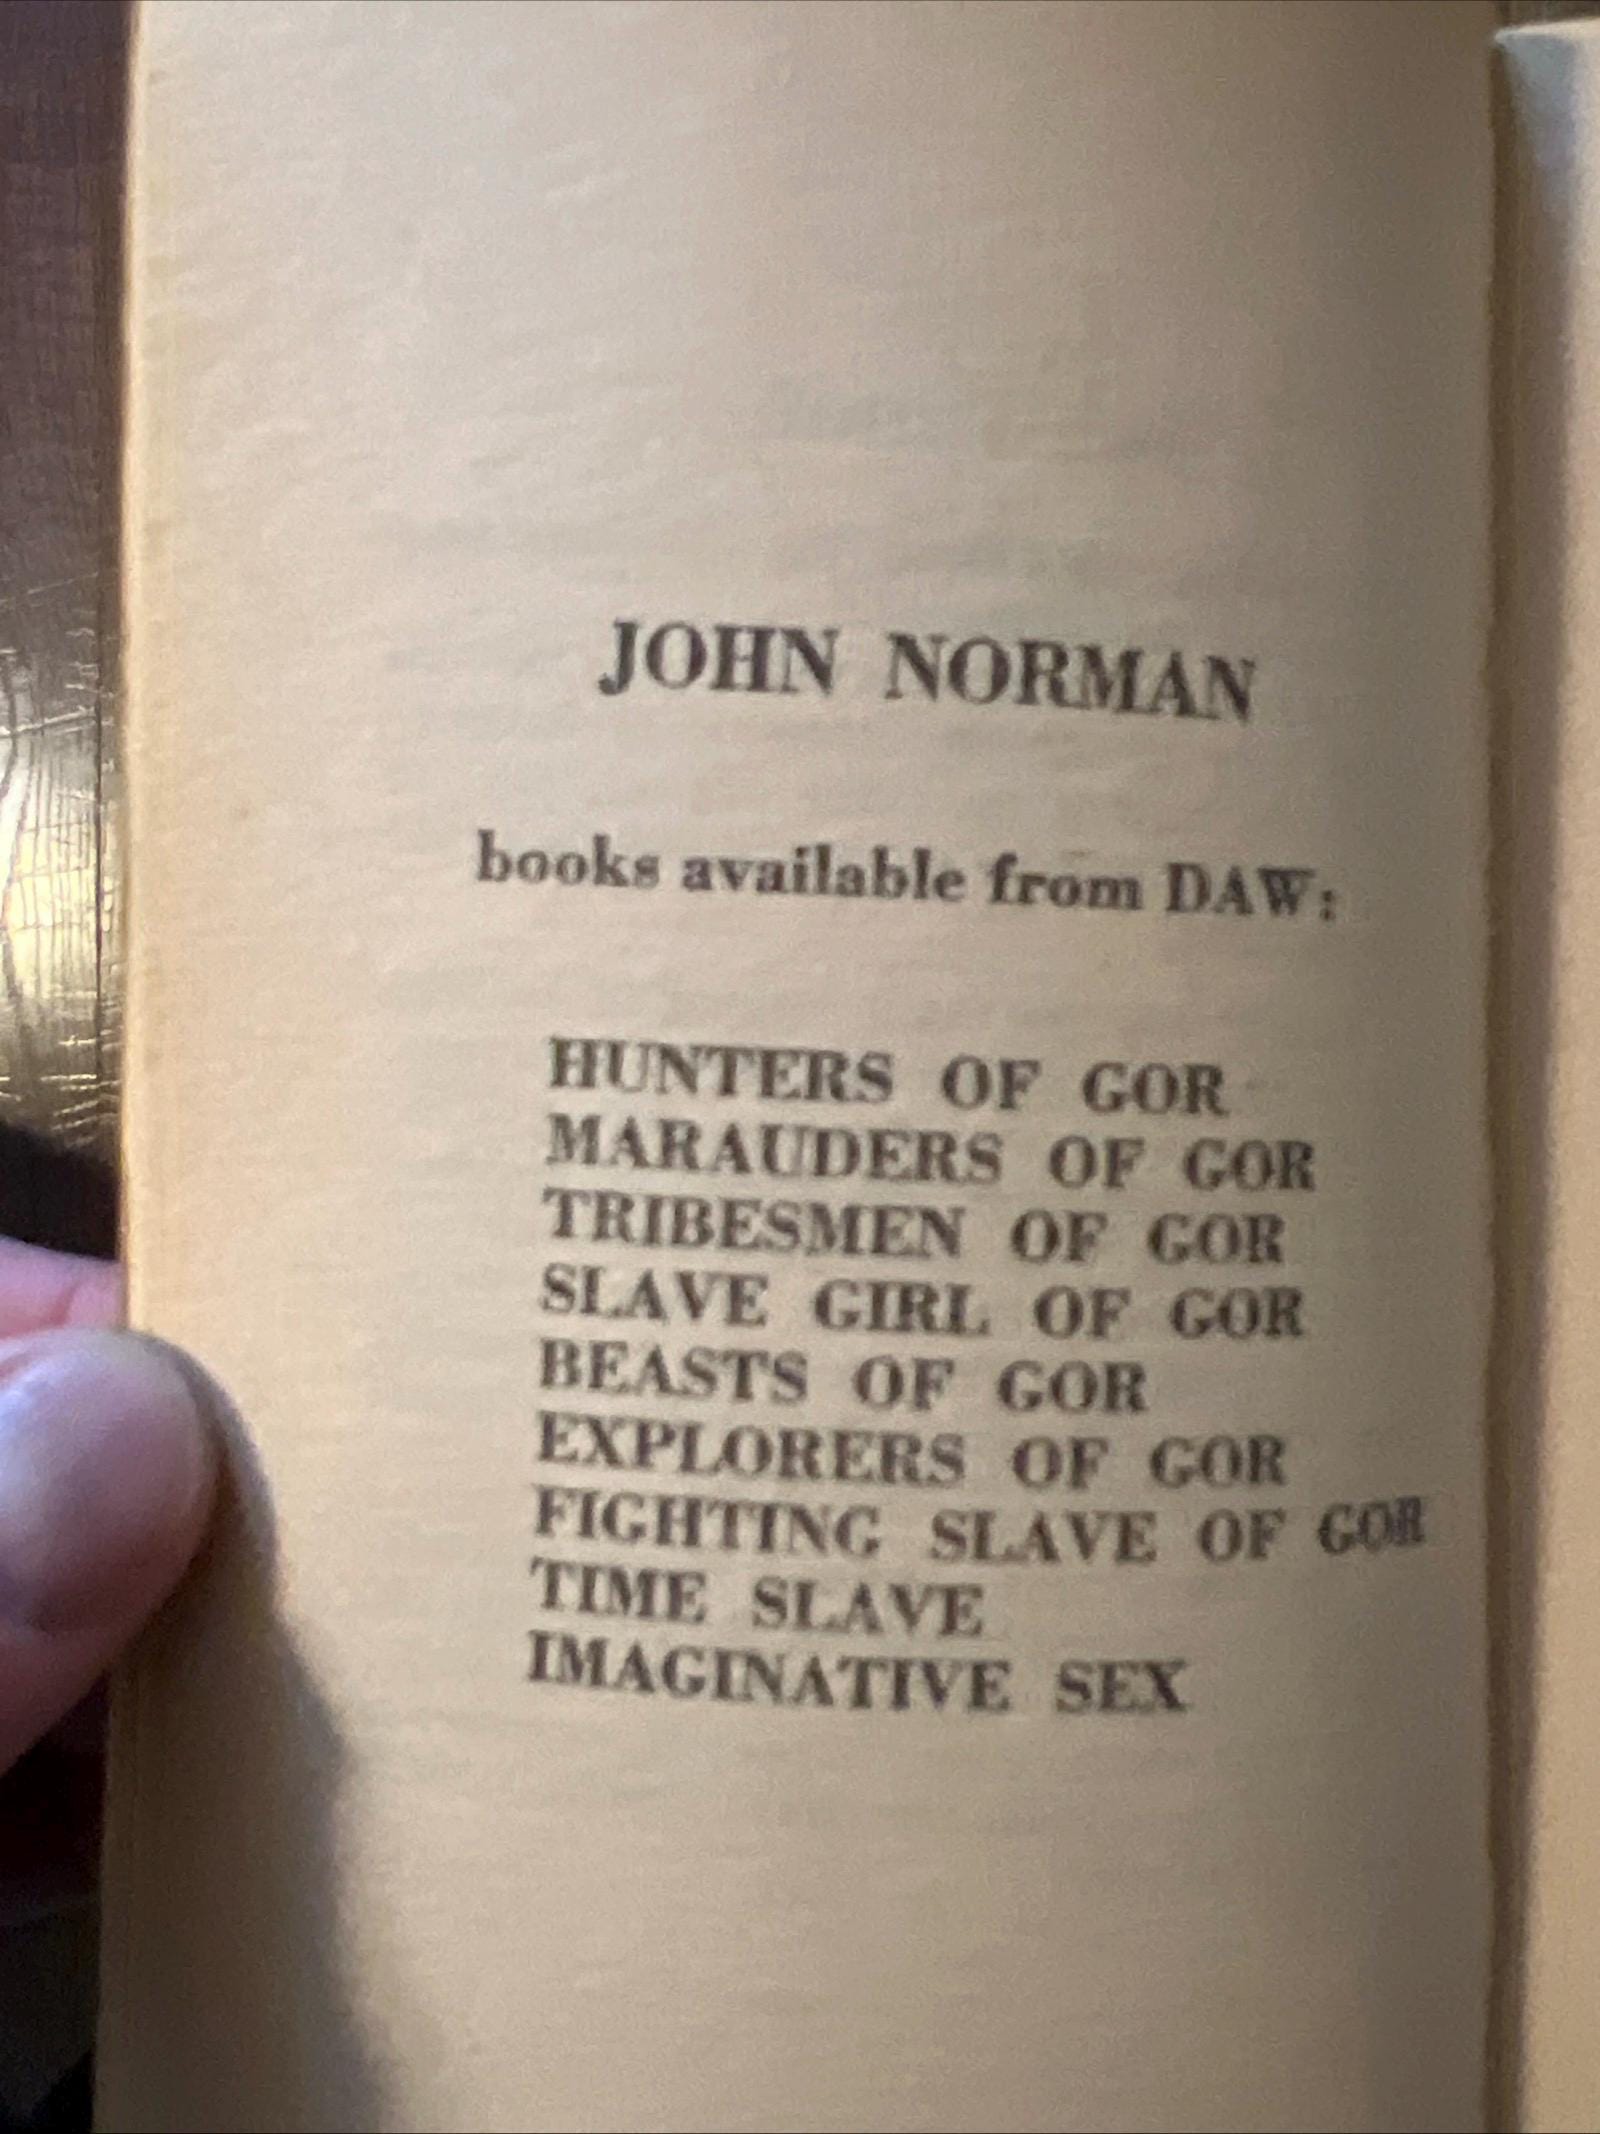 JOHN NORMAN
books available from DAW:
HUNTERS OF GOR
MARAUDERS OF GOR
TRIBESMEN OF GOR
SLAVE GIRL OF GOR
BEASTS OF GOR
EXPLORERS OF GOR
FIGHTING SLAVE OF GOR
TIME SLAVE
IMAGINATIVE SEX